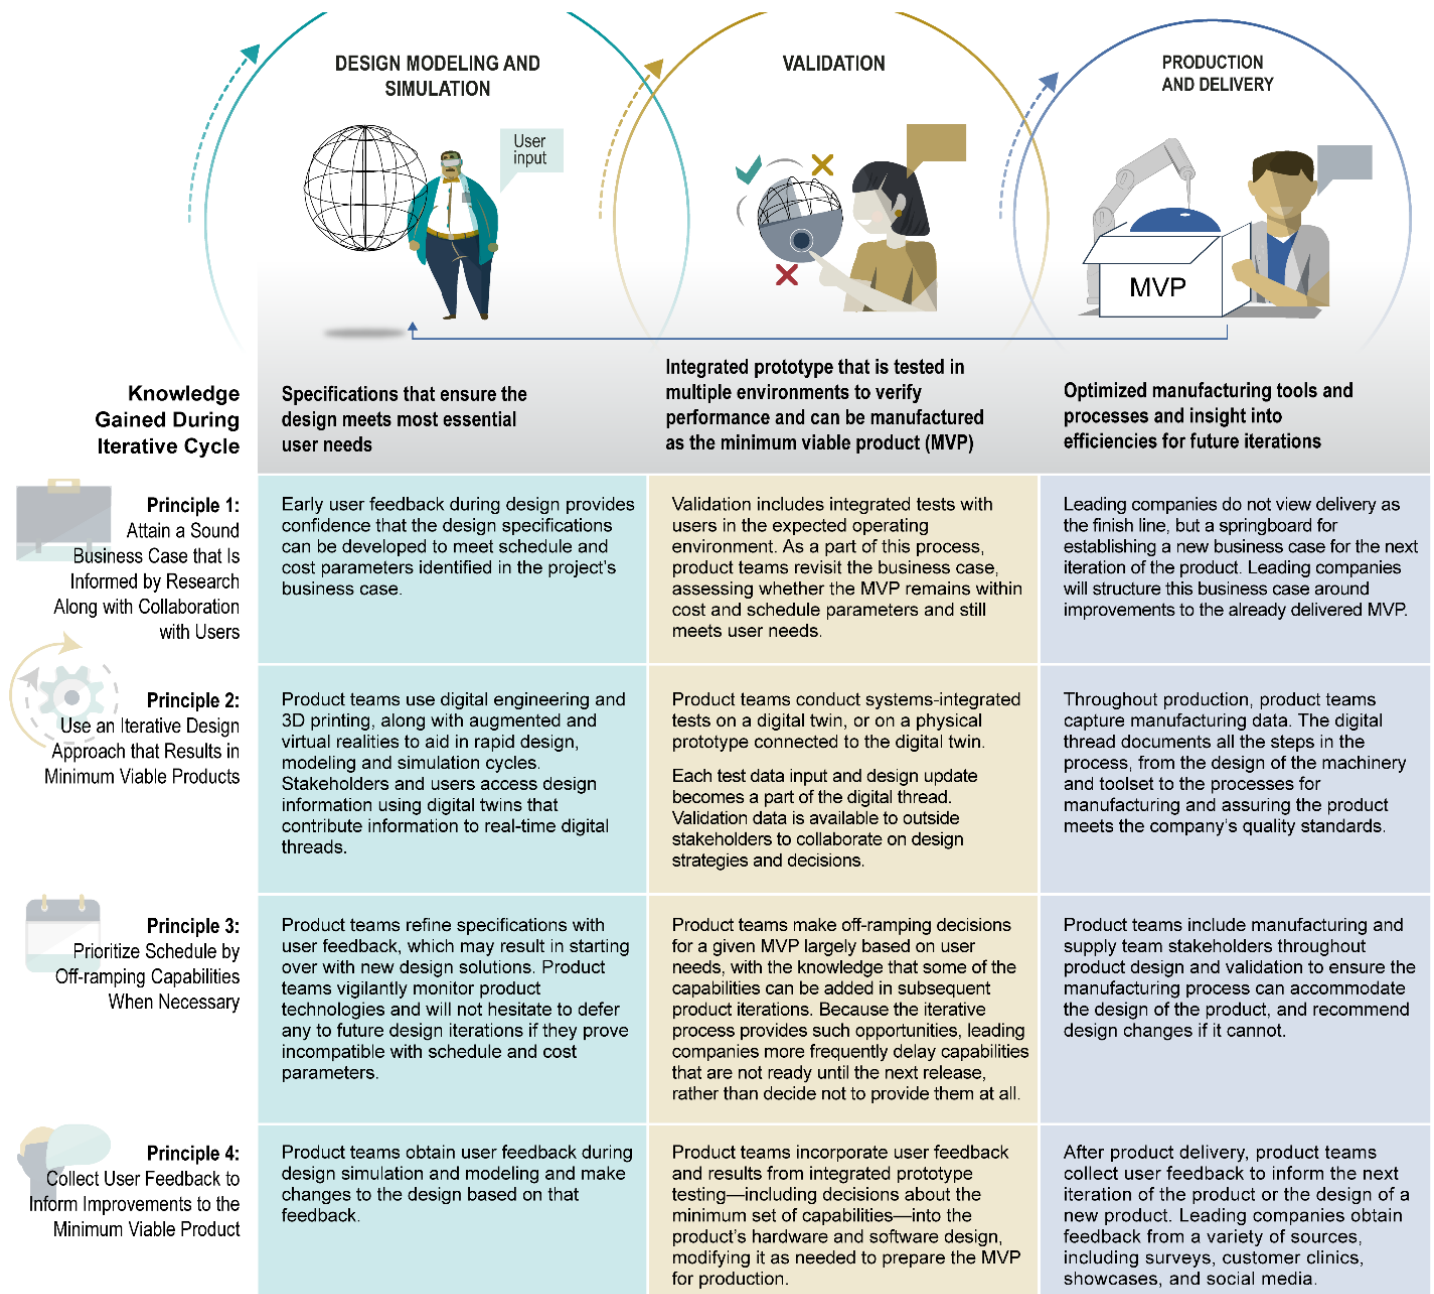 DESIGN MODELING AND
SIMULATION
VALIDATION
PRODUCTION
AND DELIVERY
User
input
MVP
Knowledge
Gained During
Iterative Cycle
Specifications that ensure the
design meets most essential
user needs
Integrated prototype that is tested in
multiple environments to verify
performance and can be manufactured
as the minimum viable product (MVP)
Optimized manufacturing tools and
processes and insight into
efficiencies for future iterations
Principle 1:
Attain a Sound
Business Case that Is
Informed by Research
Along with Collaboration
with Users
Early user feedback during design provides
confidence that the design specifications
can be developed to meet schedule and
cost parameters identified in the project's
business case.
Validation includes integrated tests with
users in the expected operating
environment. As a part of this process,
product teams revisit the business case,
assessing whether the MVP remains within
cost and schedule parameters and still
meets user needs.
Leading companies do not view delivery as
the finish line, but a springboard for
establishing a new business case for the next
iteration of the product. Leading companies
will structure this business case around
improvements to the already delivered MVP.
Principle 2:
Use an Iterative Design
Approach that Results in
Minimum Viable Products
Product teams use digital engineering and
3D printing, along with augmented and
virtual realities to aid in rapid design,
modeling and simulation cycles.
Stakeholders and users access design
information using digital twins that
contribute information to real-time digital
threads.
Product teams conduct systems-integrated
tests on a digital twin, or on a physical
prototype connected to the digital twin.
Each test data input and design update
becomes a part of the digital thread.
Validation data is available to outside
stakeholders to collaborate on design
strategies and decisions.
Throughout production, product teams
capture manufacturing data. The digital
thread documents all the steps in the
process, from the design of the machinery
and toolset to the processes for
manufacturing and assuring the product
meets the company's quality standards.
Principle 3:
Prioritize Schedule by
Off-ramping Capabilities
When Necessary
Product teams refine specifications with
user feedback, which may result in starting
over with new design solutions. Product
teams vigilantly monitor product
technologies and will not hesitate to defer
any to future design iterations if they prove
incompatible with schedule and cost
parameters.
Product teams make off-ramping decisions
for a given MVP largely based on user
needs, with the knowledge that some of the
capabilities can be added in subsequent
product iterations. Because the iterative
process provides such opportunities, leading
companies more frequently delay capabilities
that are not ready until the next release,
rather than decide not to provide them at all.
Product teams include manufacturing and
supply team stakeholders throughout
product design and validation to ensure the
manufacturing process can accommodate
the design of the product, and recommend
design changes if it cannot.
Principle 4:
Collect User Feedback to
Inform Improvements to the
Minimum Viable Product
Product teams obtain user feedback during
design simulation and modeling and make
changes to the design based on that
feedback.
Product teams incorporate user feedback
and results from integrated prototype
testing—including decisions about the
minimum set of capabilities—into the
product's hardware and software design,
modifying it as needed to prepare the MVP
for production.
After product delivery, product teams
collect user feedback to inform the next
iteration of the product or the design of a
new product. Leading companies obtain
feedback from a variety of sources,
including surveys, customer clinics,
showcases, and social media.